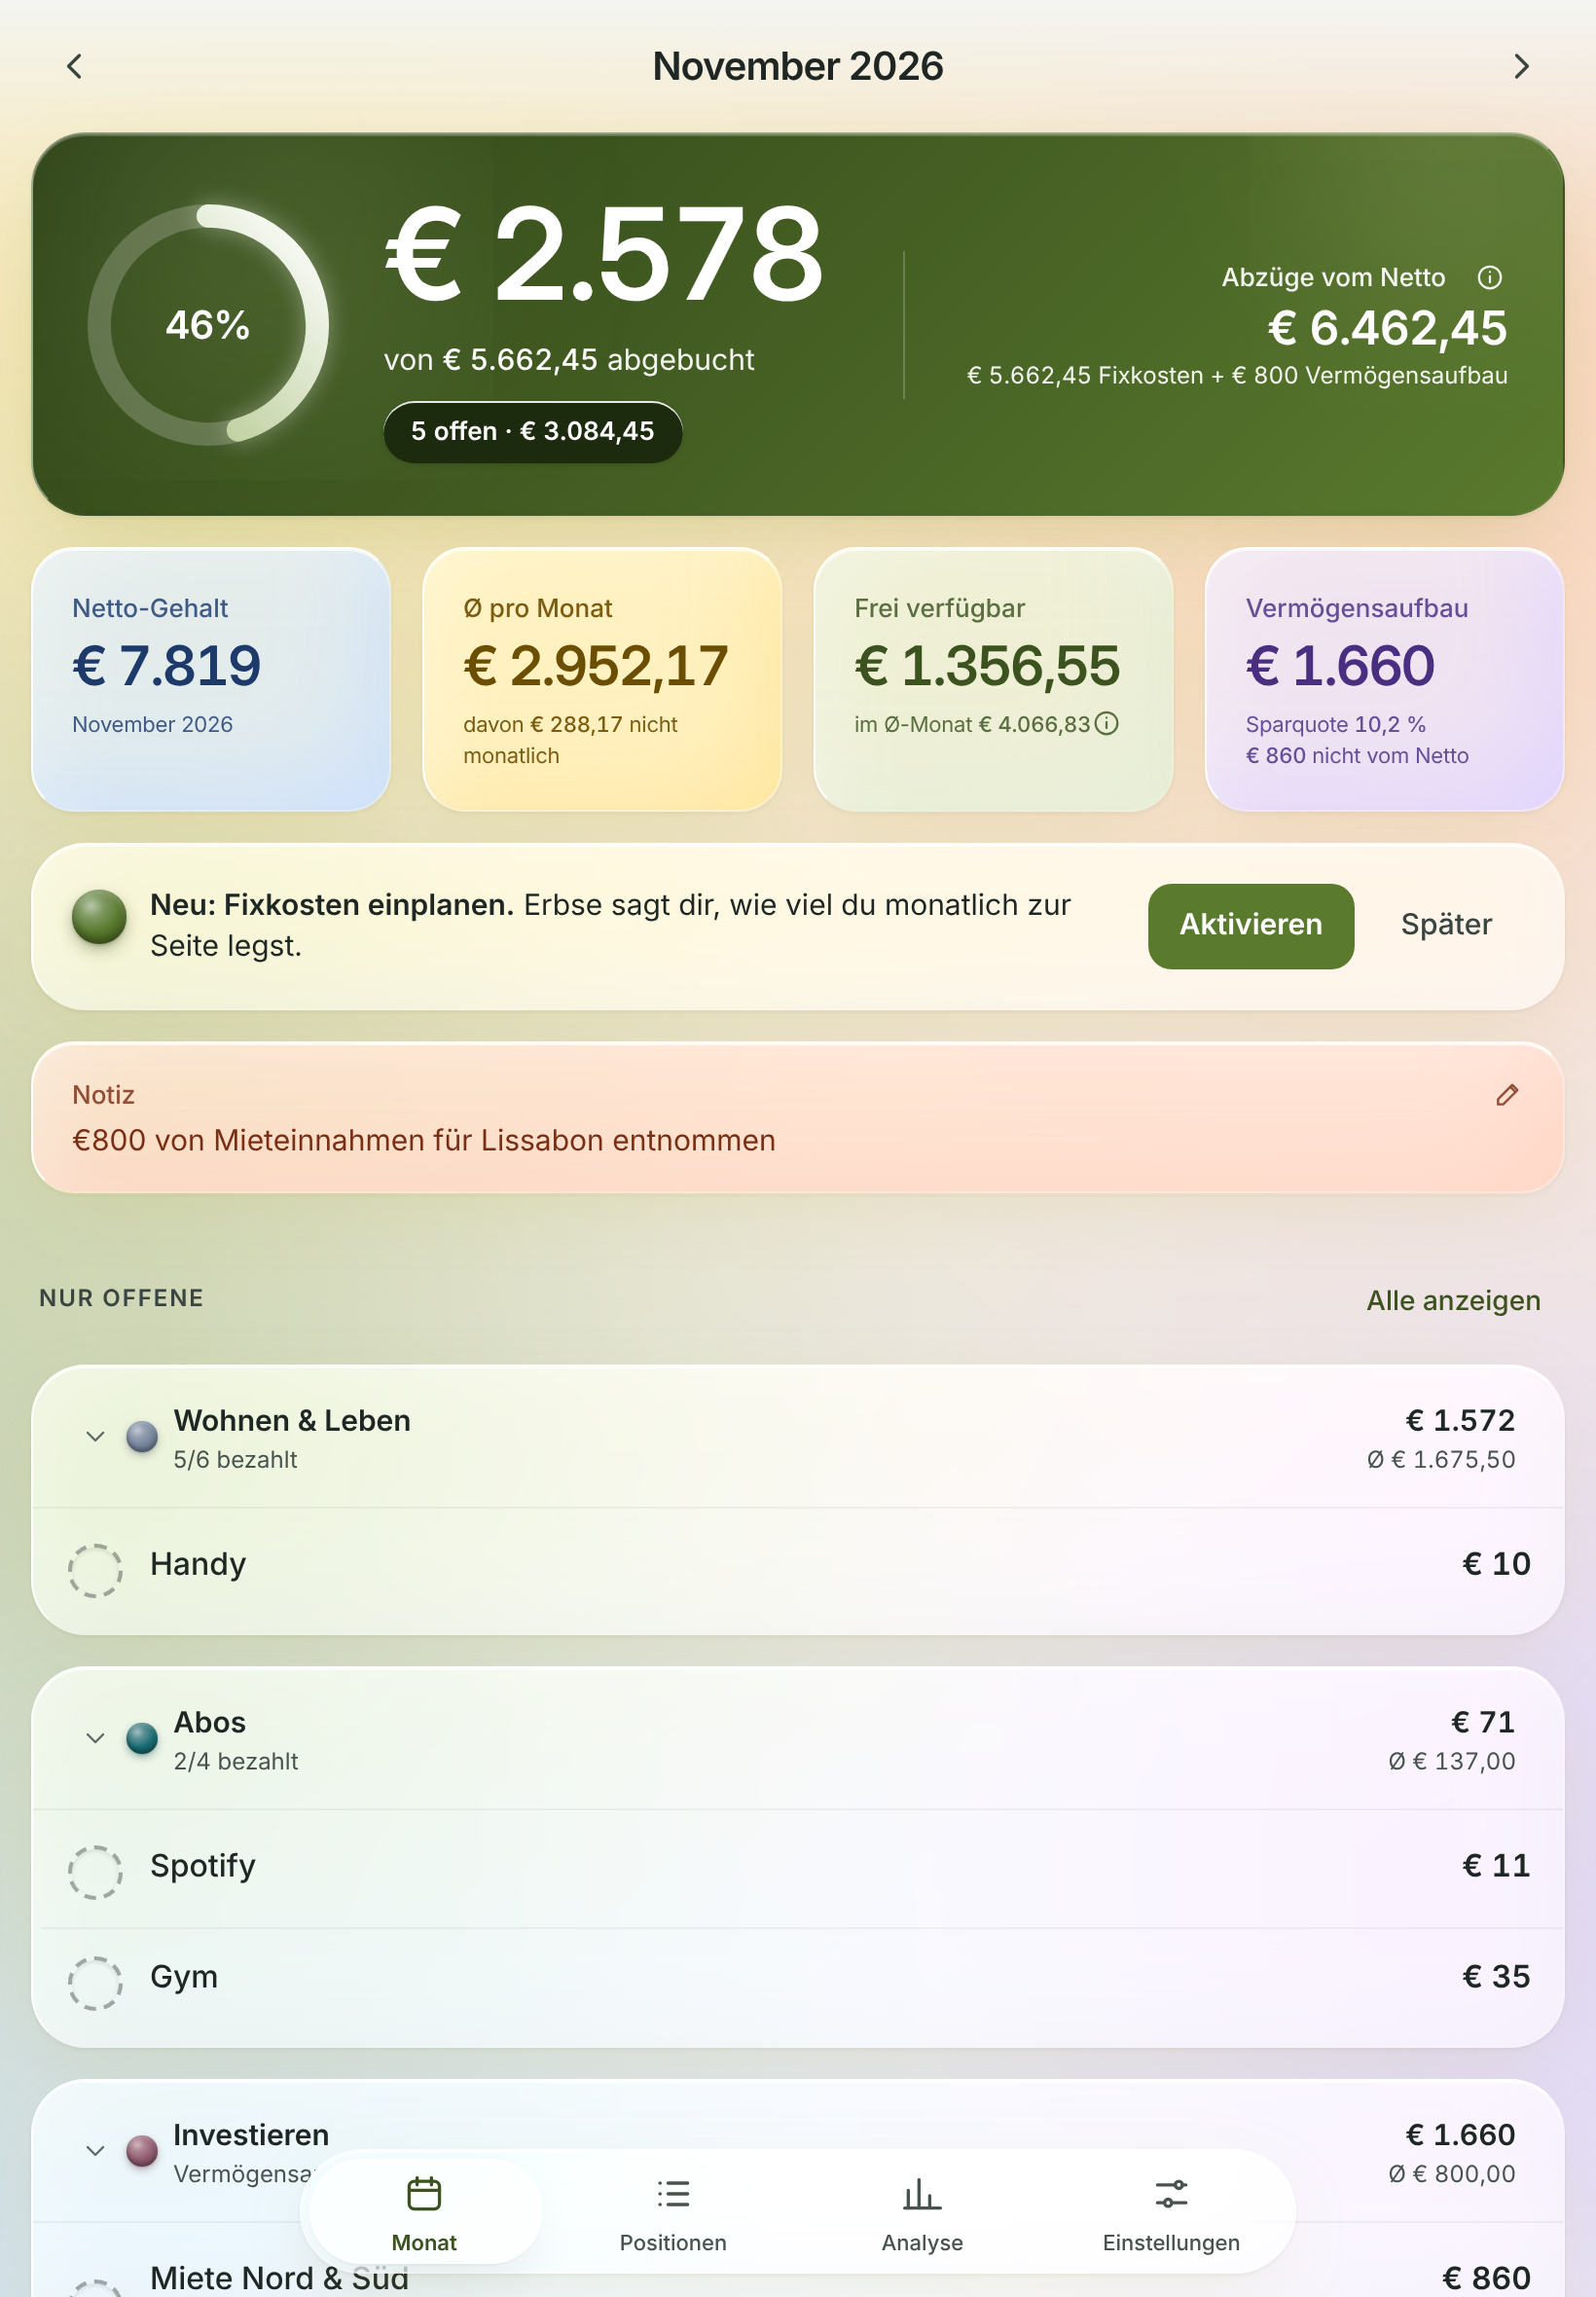 November 2026
46%
€ 2.578
von € 5.662,45 abgebucht
5 offen · € 3.084,45
Abzüge vom Netto
€ 6.462,45
€ 5.662,45 Fixkosten + € 800 Vermögensaufbau
Netto-Gehalt
€ 7.819
November 2026
Ø pro Monat
€ 2.952,17
davon € 288,17 nicht
monatlich
Frei verfügbar
€ 1.356,55
im Ø-Monat € 4.066,83
Vermögensaufbau
€ 1.660
Sparquote 10,2 %
€ 860 nicht vom Netto
Neu: Fixkosten einplanen. Erbse sagt dir, wie viel du monatlich zur
Seite legst.
Aktivieren
Später
Notiz
€800 von Mieteinnahmen für Lissabon entnommen
NUR OFFENE
Alle anzeigen
Wohnen & Leben
€ 1.572
5/6 bezahlt
Ø € 1.675,50
Handy
€ 10
Abos
€ 71
2/4 bezahlt
Ø € 137,00
Spotify
€ 11
Gym
€ 35
Investieren
€ 1.660
Ø € 800,00
Miete Nord & Süd
€ 860
Monat
Positionen
Analyse
Einstellungen